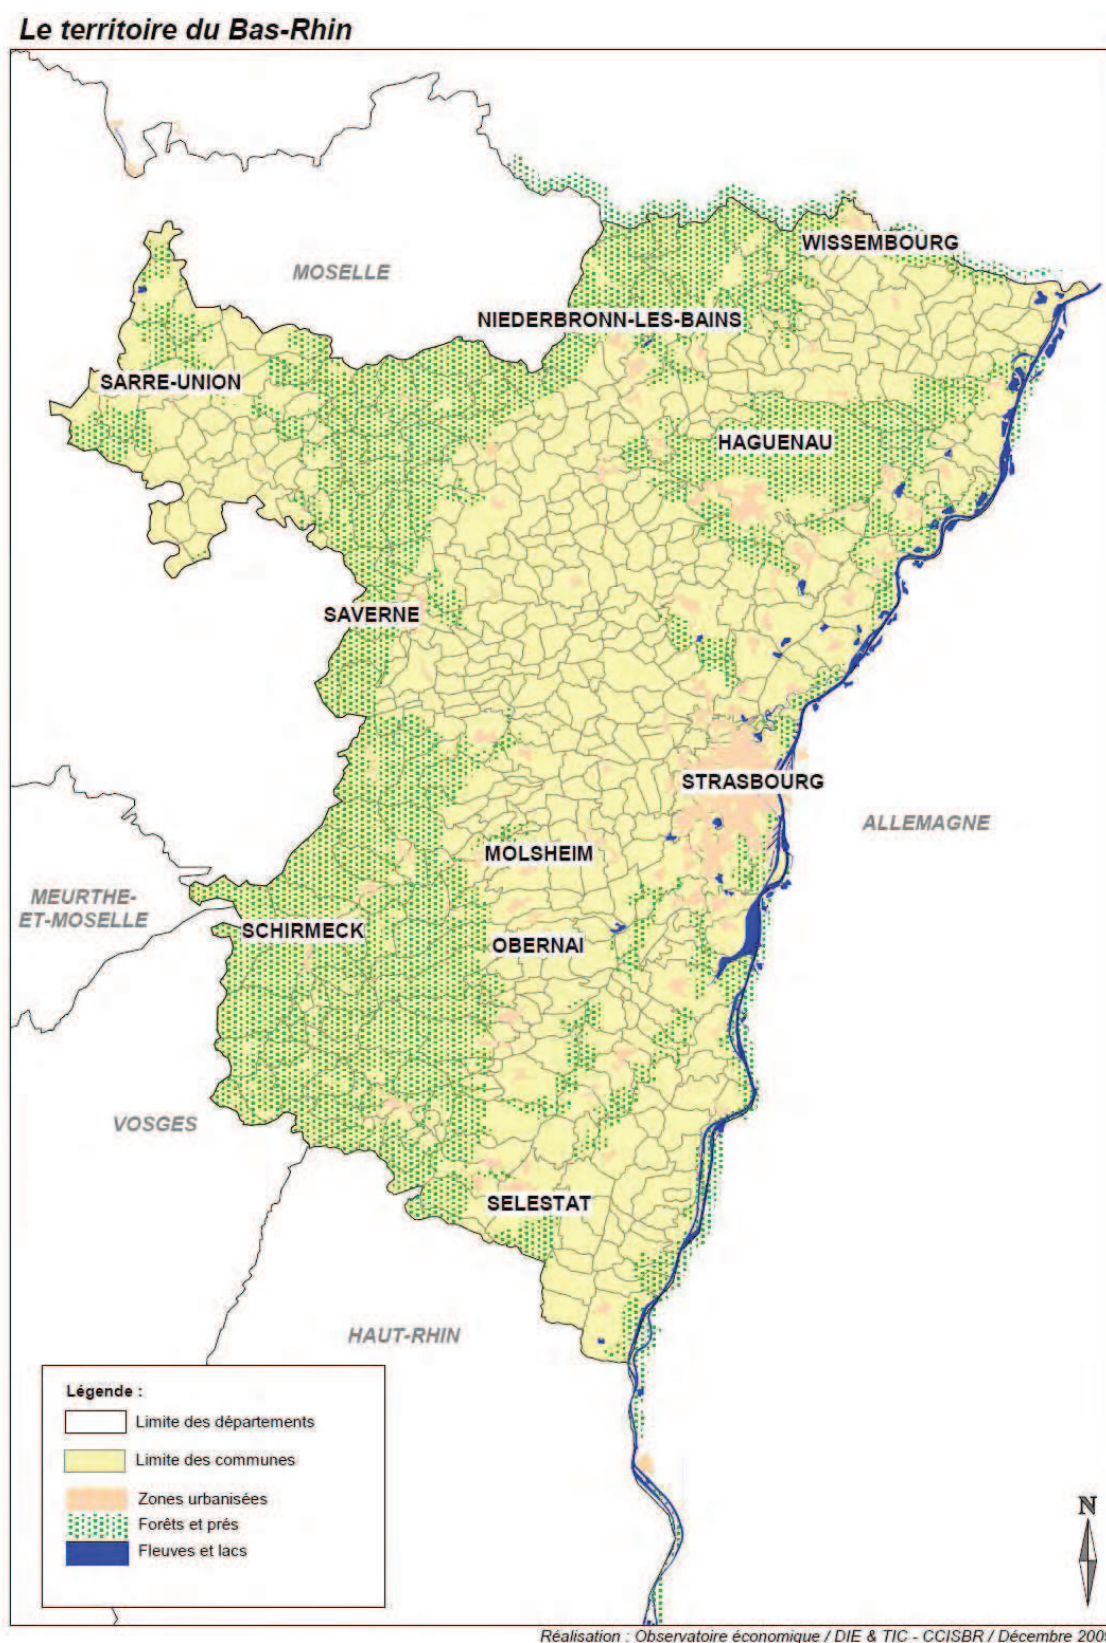 Le territoire du Bas-Rhin
WISSEMBOURG
MOSELLE
NIEDERBRONN-LES-BAINS
SARRE-UNION
HAGUENAU
SAVERNE
STRASBOURG
ALLEMAGNE
MOLSHEIM
MEURTHE-
ET-MOSELLE
SCHIRMECK
OBERNAI
VOSGES
SELESTAT
HAUT-RHIN
Légende :
Limite des départements
Limite des communes
Zones urbanisées
Forêts et prés
Fleuves et lacs
N
Réalisation : Observatoire économique / DIE & TIC - CCISBR / Décembre 2009